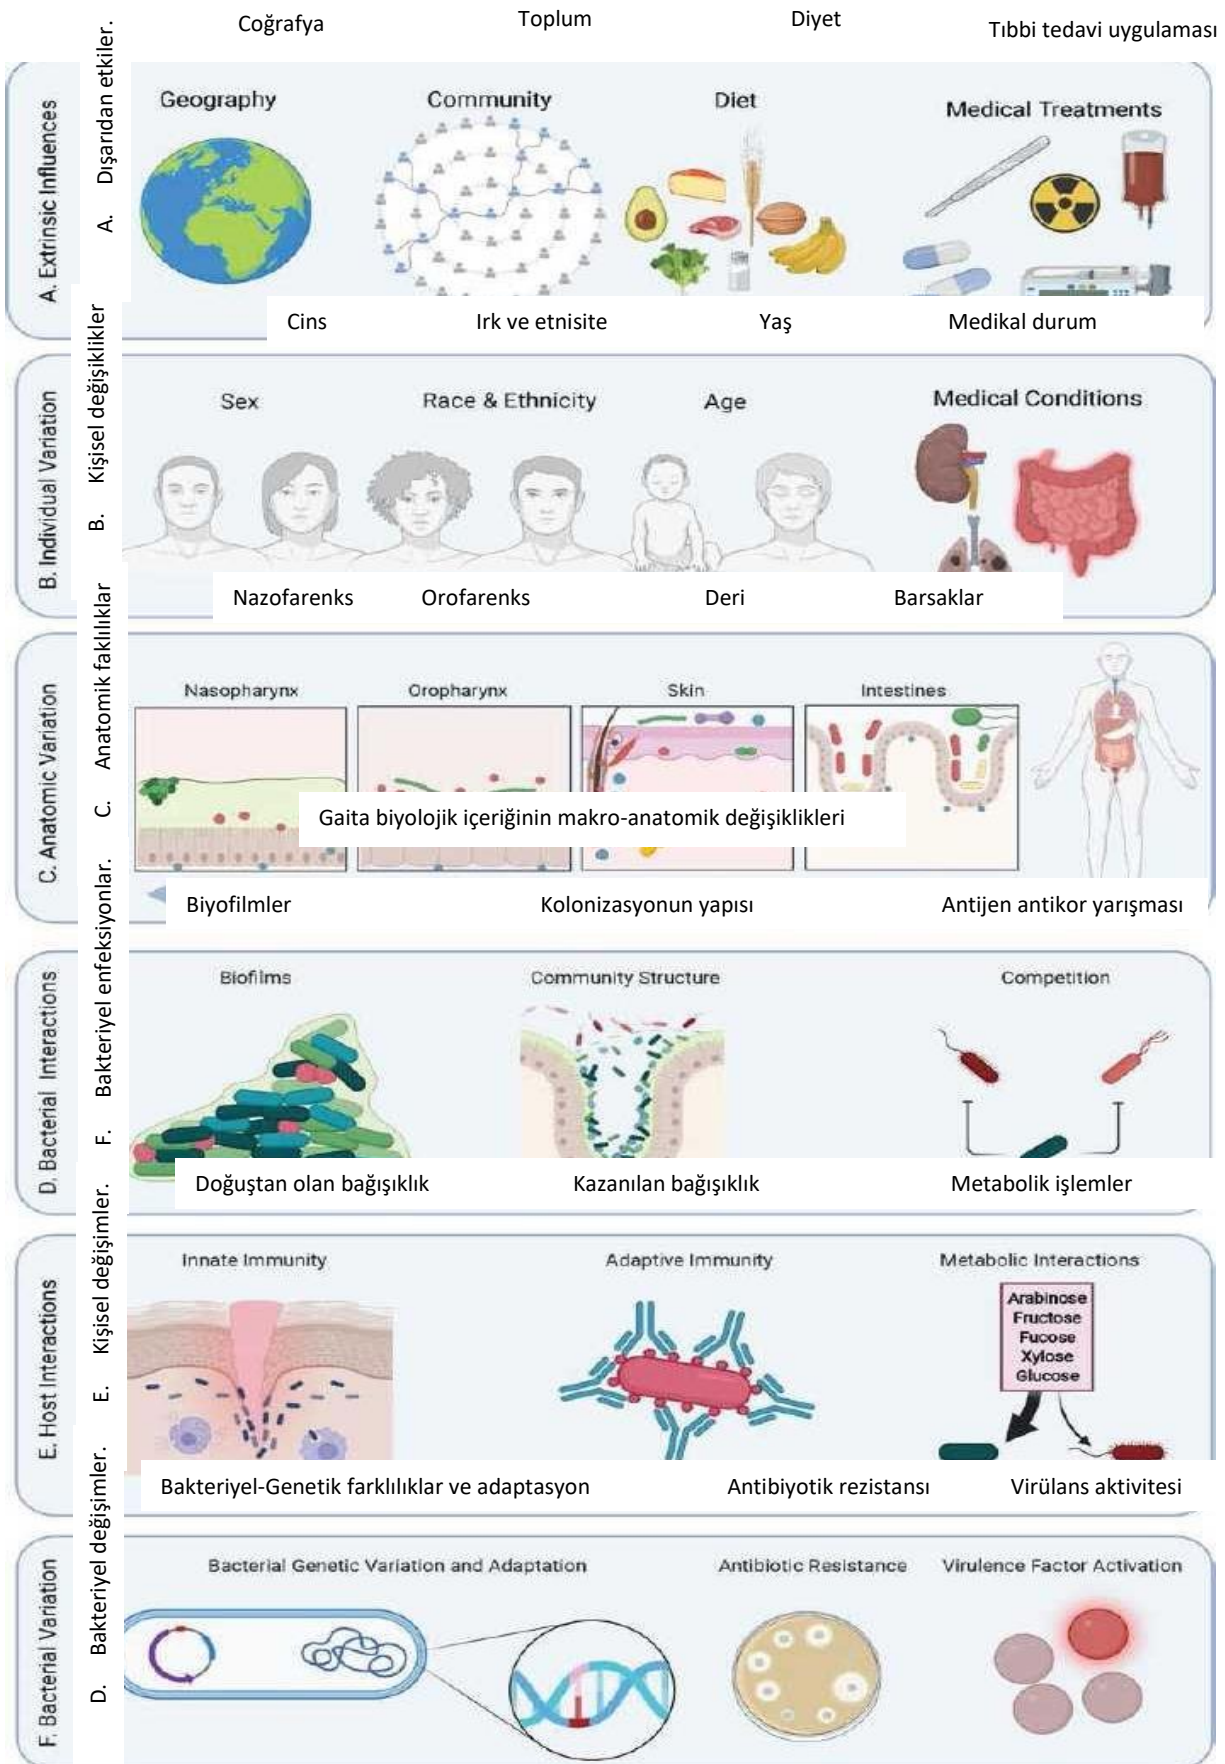 Coğrafya Toplum Diyet Tıbbi tedavi uygulaması
A. Extrinsic Influences
A. Dışarıdan etkiler.
Geography Community Diet Medical Treatments
Cins Irk ve etnisite Yaş Medikal durum
B. Individual Variation
B. Kişisel değişiklikler
Sex Race & Ethnicity Age Medical Conditions
Nazofarenks Orofarenks Deri Barsaklar
C. Anatomic Variation
C. Anatomik faklılıklar
Nasopharynx Oropharynx Skin Intestines
Gaita biyolojik içeriğinin makro-anatomik değişiklikleri
Biyofilmler Kolonizasyonun yapısı Antijen antikor yarışması
D. Bacterial Interactions
F. Bakteriyel enfeksiyonlar.
Biofilms Community Structure Competition
Doğuştan olan bağışıklık Kazanılan bağışıklık Metabolik işlemler
E. Host Interactions
E. Kişisel değişimler.
Innate Immunity Adaptive Immunity Metabolic Interactions
Arabinose
Fructose
Fucose
Xylose
Glucose
Bakteriyel-Genetik farklılıklar ve adaptasyon Antibiyotik rezistansı Virülans aktivitesi
F. Bacterial Variation
D. Bakteriyel değişimler.
Bacterial Genetic Variation and Adaptation Antibiotic Resistance Virulence Factor Activation